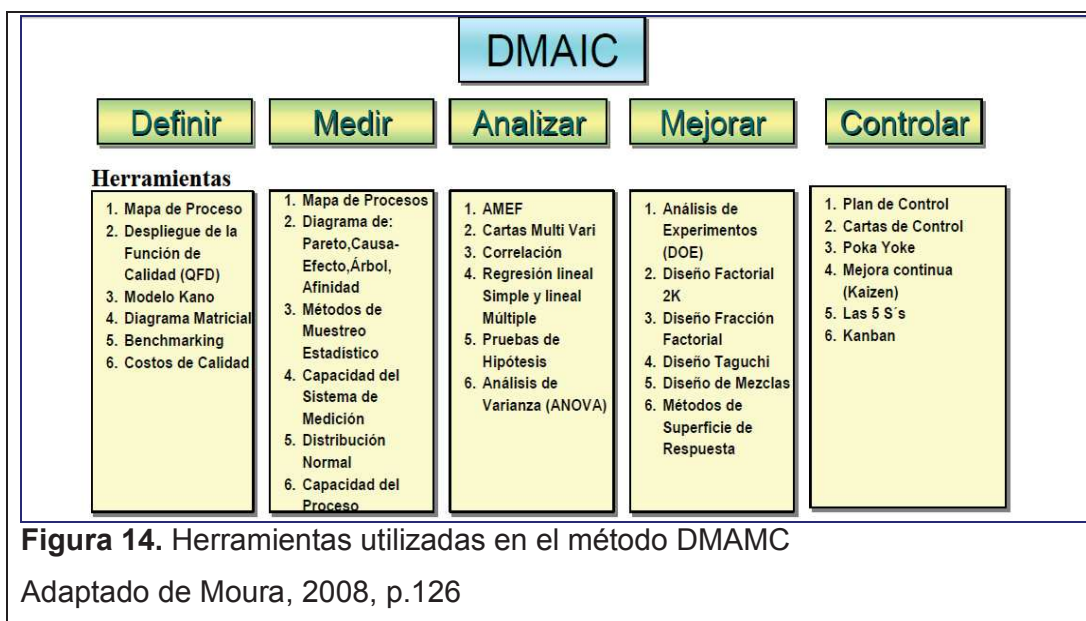 DMAIC
Definir
Medir
Analizar
Mejorar
Controlar
Herramientas
1. Mapa de Proceso
2. Despliegue de la
Función de
Calidad (QFD)
3. Modelo Kano
4. Diagrama Matricial
5. Benchmarking
6. Costos de Calidad
1. Mapa de Procesos
2. Diagrama de:
Pareto,Causa-
Efecto,Árbol,
Afinidad
3. Métodos de
Muestreo
Estadístico
4. Capacidad del
Sistema de
Medición
5. Distribución
Normal
6. Capacidad del
Proceso
1. AMEF
2. Cartas Multi Vari
3. Correlación
4. Regresión lineal
Simple y lineal
Múltiple
5. Pruebas de
Hipótesis
6. Análisis de
Varianza (ANOVA)
1. Análisis de
Experimentos
(DOE)
2. Diseño Factorial
2K
3. Diseño Fracción
Factorial
4. Diseño Taguchi
5. Diseño de Mezclas
6. Métodos de
Superficie de
Respuesta
1. Plan de Control
2. Cartas de Control
3. Poka Yoke
4. Mejora continua
(Kaizen)
5. Las 5 S´s
6. Kanban
Figura 14. Herramientas utilizadas en el método DMAMC
Adaptado de Moura, 2008, p.126